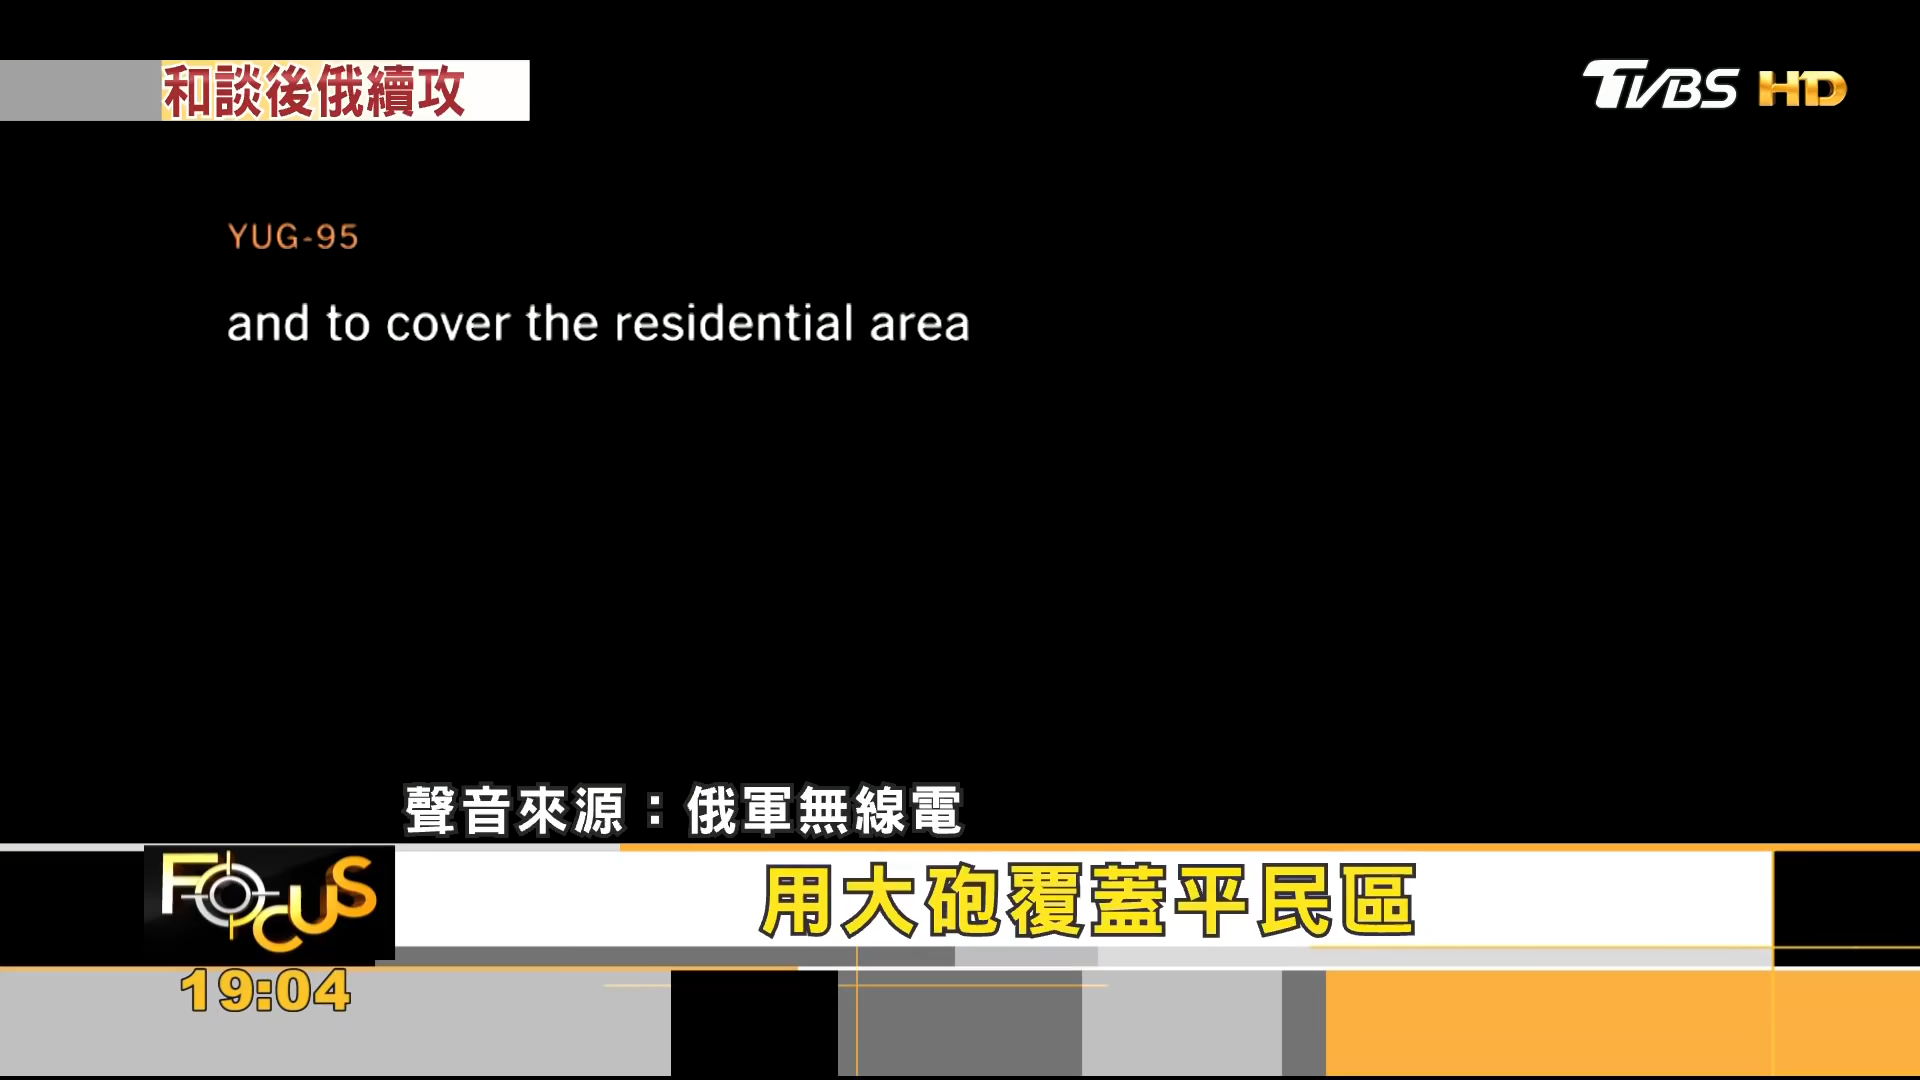 和談後俄續攻
TVBS HD
YUG-95
and to cover the residential area
聲音來源：俄軍無線電
FOCUS
用大砲覆蓋平民區
19:04